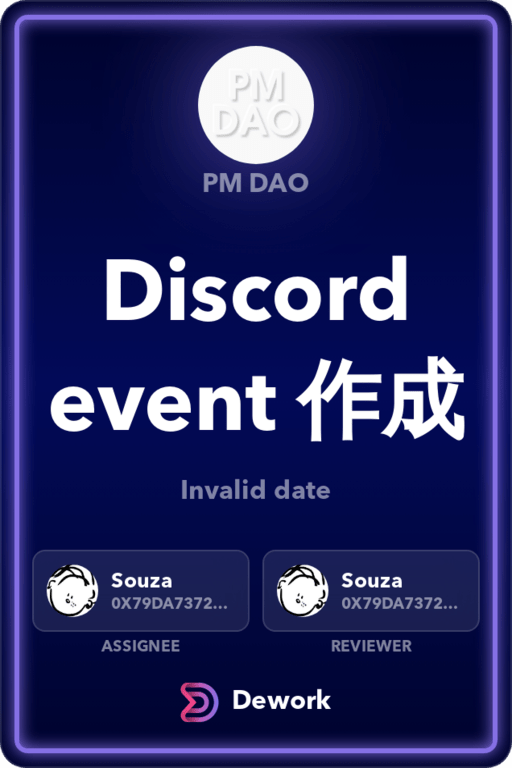 PM
DAO
PM DAO
Discord
event 作成
Invalid date
Souza
0X79DA7372...
Souza
0X79DA7372...
ASSIGNEE
REVIEWER
Dework